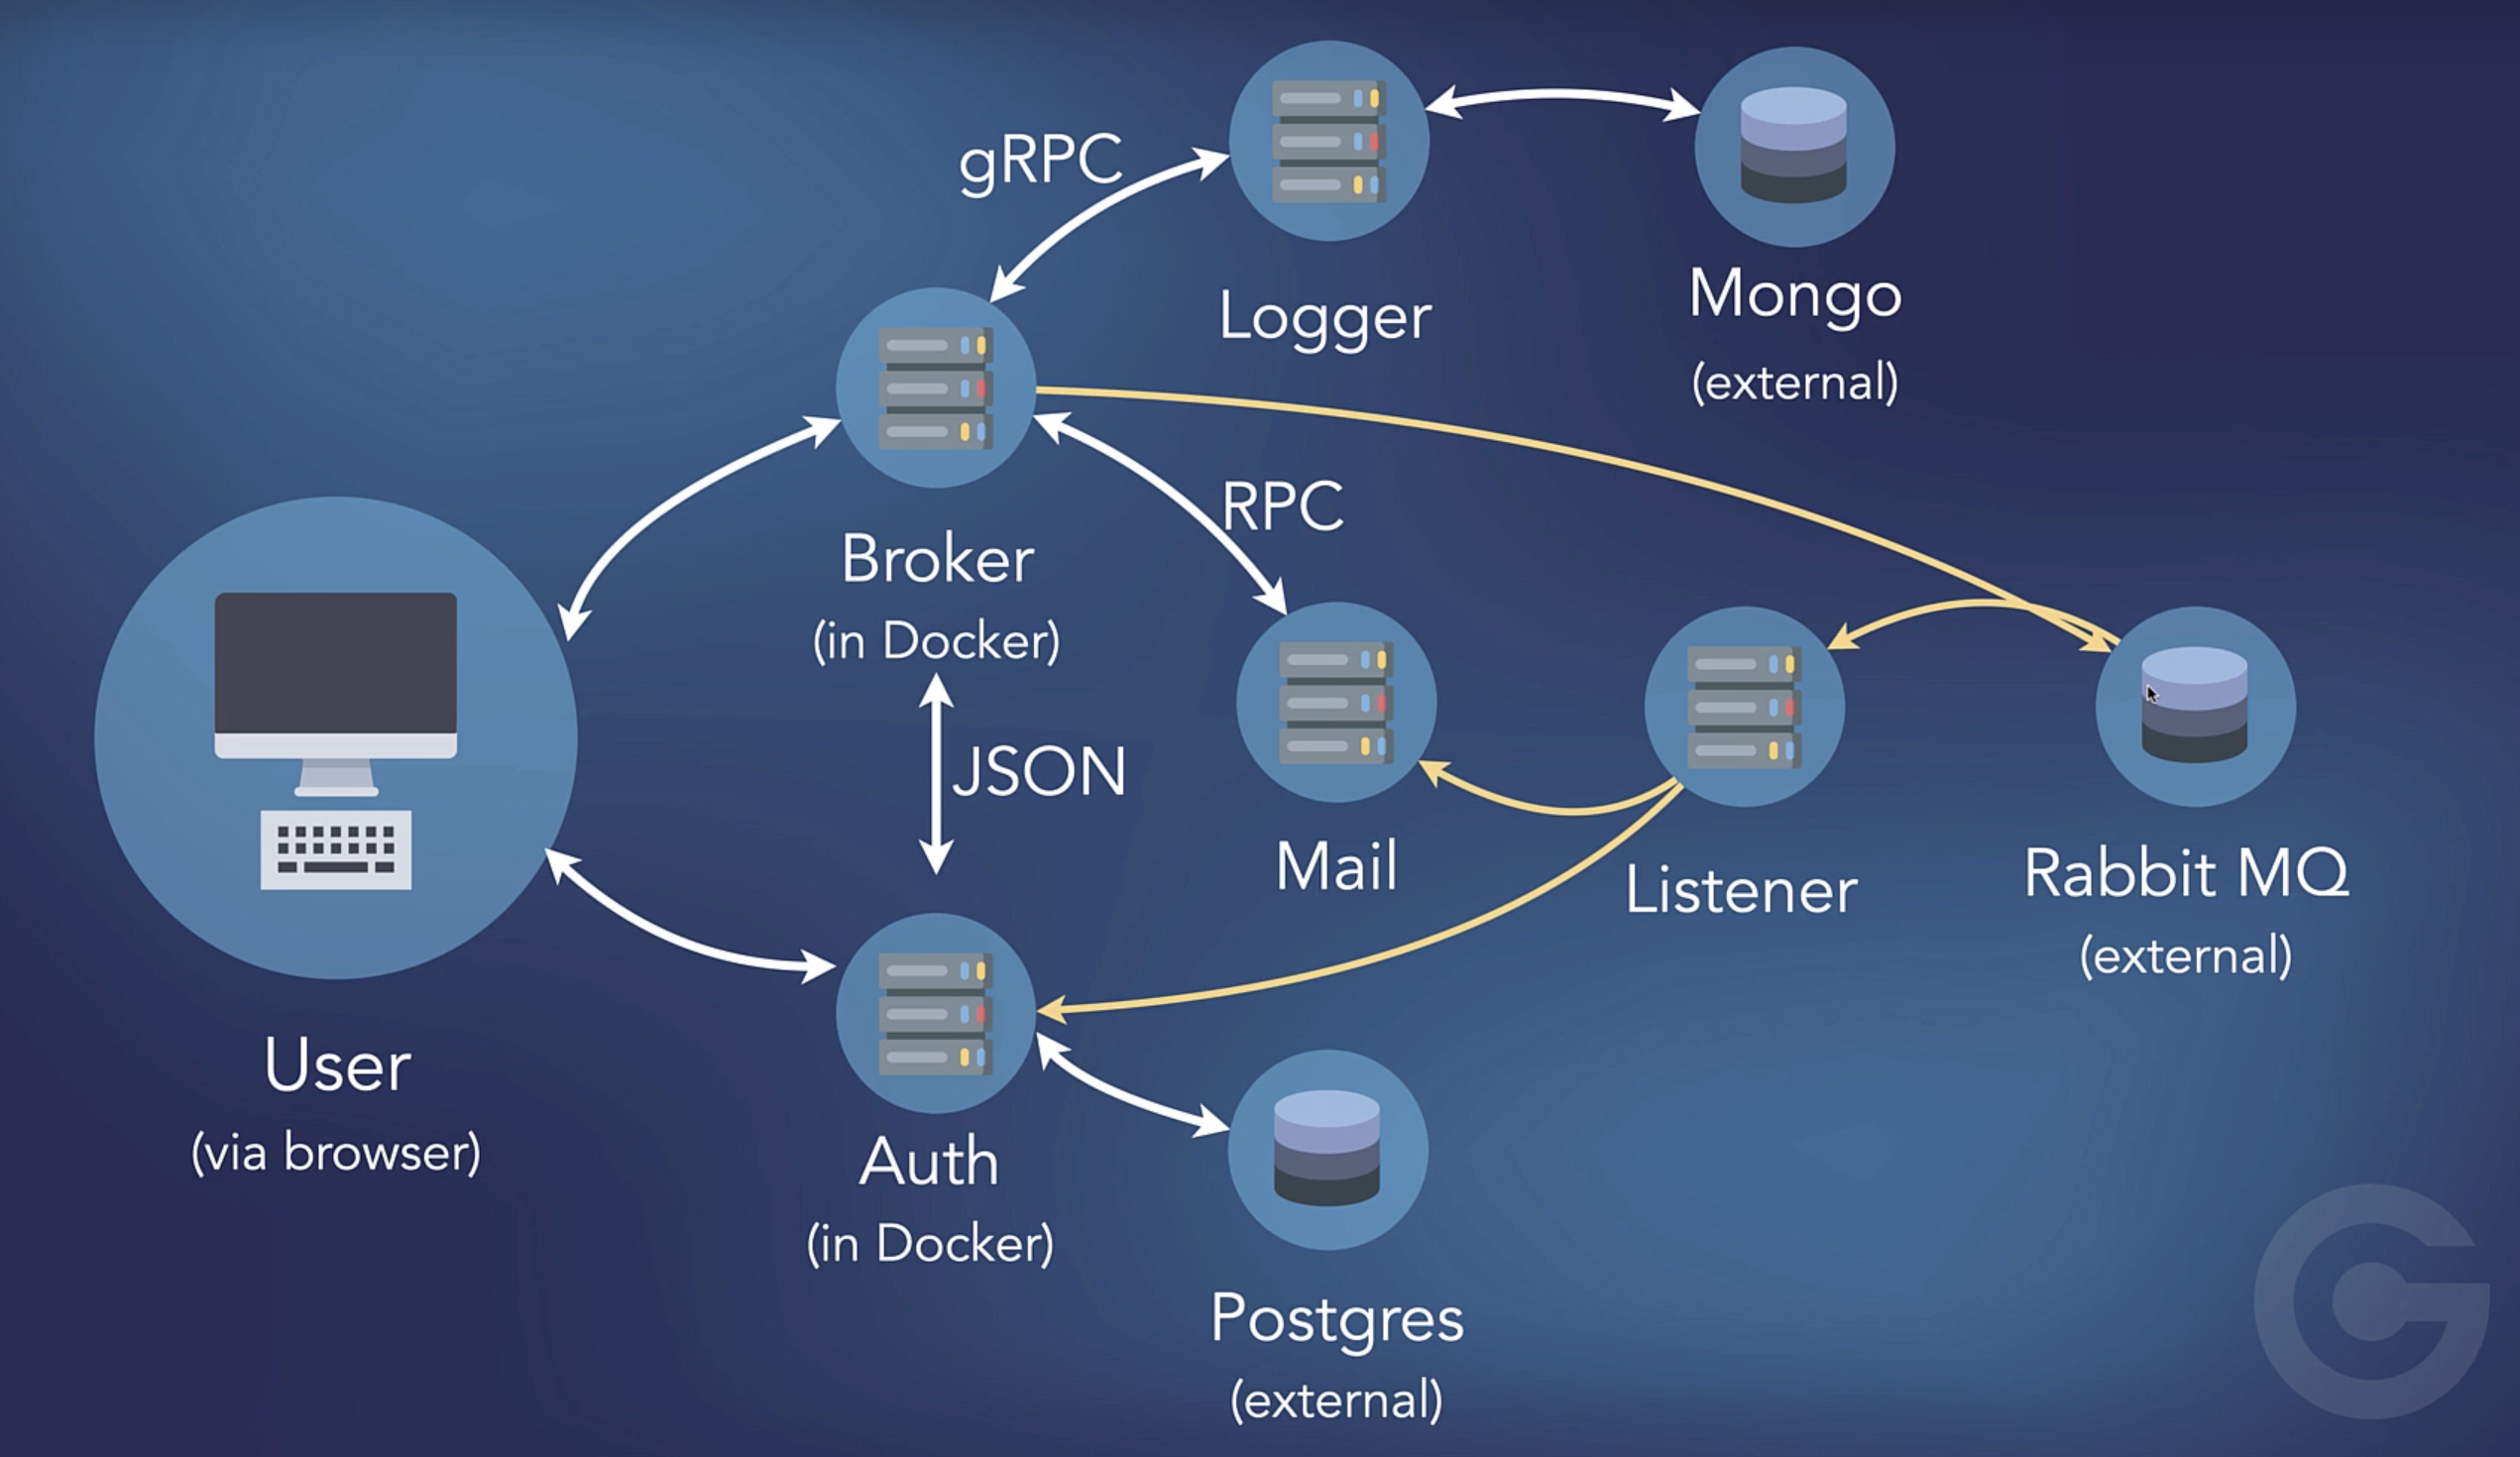 gRPC
Logger
Mongo
(external)
Broker
(in Docker)
RPC
JSON
Mail
Listener
Rabbit MQ
(external)
User
(via browser)
Auth
(in Docker)
Postgres
(external)